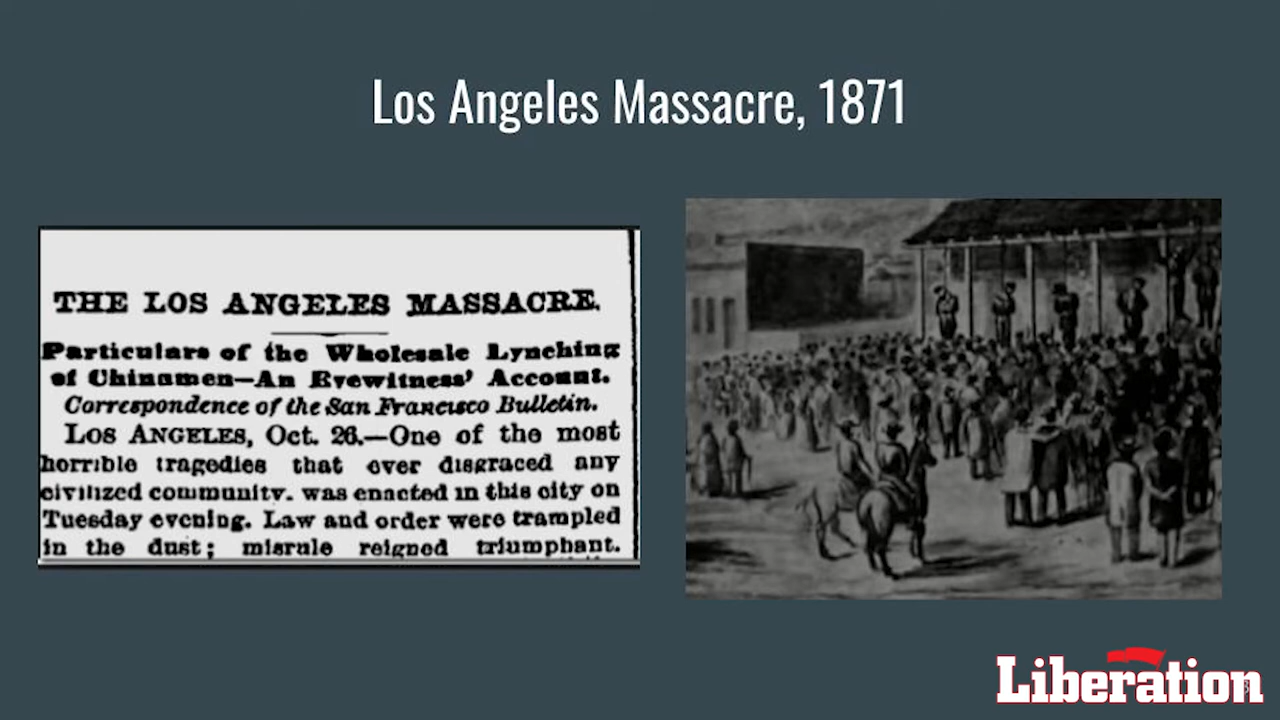 Los Angeles Massacre, 1871
THE LOS ANGELES MASSACRE.
Particulars of the Wholesale Lynching
of Chinamen—An Eyewitness' Account.
Correspondence of the San Francisco Bulletin.
LOS ANGELES, Oct. 26.—One of the most
horrible tragedies that ever disgraced any
civilized community, was enacted in this city on
Tuesday evening. Law and order were trampled
in the dust; misrule reigned triumphant.
Liberation